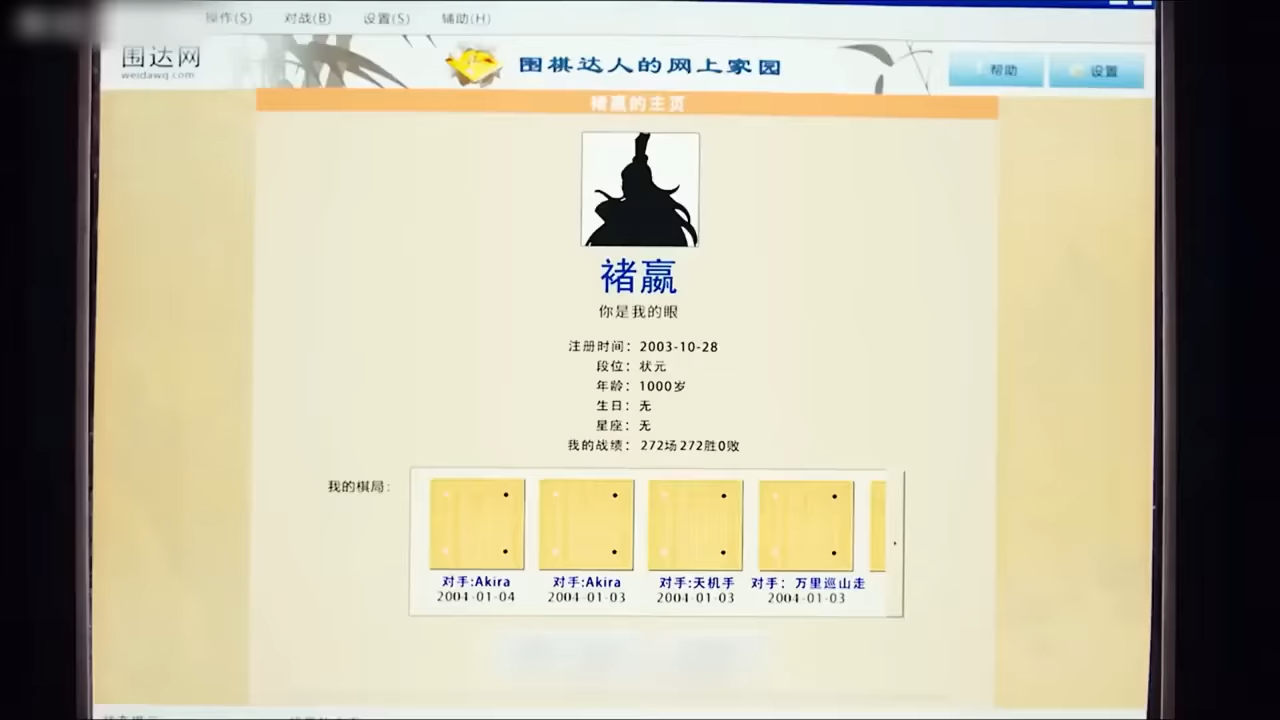 操作(S) 对战(B) 设置(S) 辅助(H)
围达网
weidawq.com
围棋达人的网上家园
帮助
设置
褚嬴的主页
褚嬴
你是我的眼
注册时间：2003-10-28
段位：状元
年龄：1000岁
生日：无
星座：无
我的战绩：272场272胜0败
我的棋局：
对手:Akira
2004-01-04
对手:Akira
2004-01-03
对手:天机手
2004-01-03
对手：万里巡山走
2004-01-03